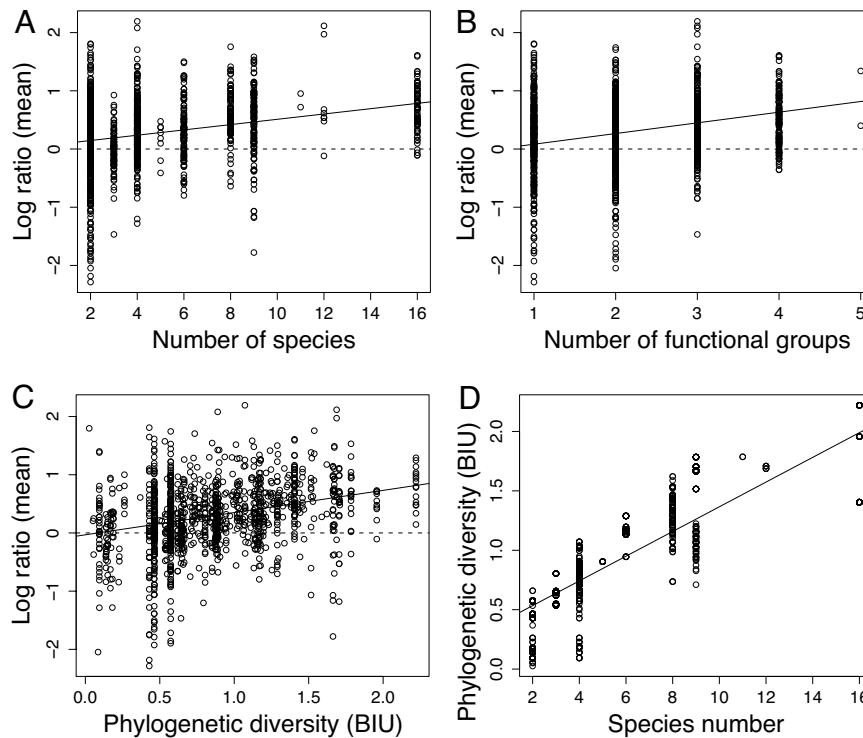 A
Log ratio (mean)
2
1
0
−1
−2
2 4 6 8 10 12 14 16
Number of species
B
Log ratio (mean)
2
1
0
−1
−2
1 2 3 4 5
Number of functional groups
C
Log ratio (mean)
2
1
0
−1
−2
0.0 0.5 1.0 1.5 2.0
Phylogenetic diversity (BIU)
D
Phylogenetic diversity (BIU)
2.0
1.5
1.0
0.5
0.0
2 4 6 8 10 12 14 16
Species number